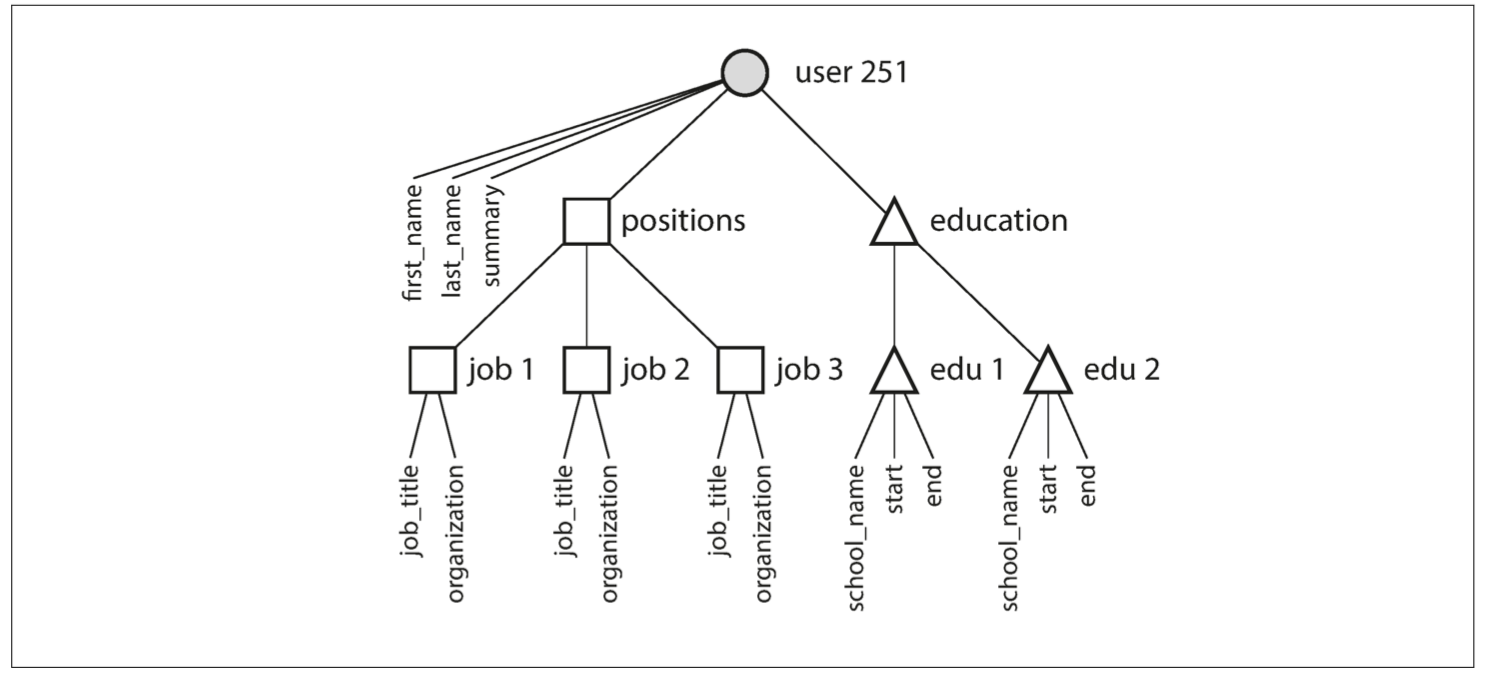 user 251
first_name
last_name
summary
positions
education
job 1
job 2
job 3
edu 1
edu 2
job_title
organization
job_title
organization
job_title
organization
school_name
start
end
school_name
start
end